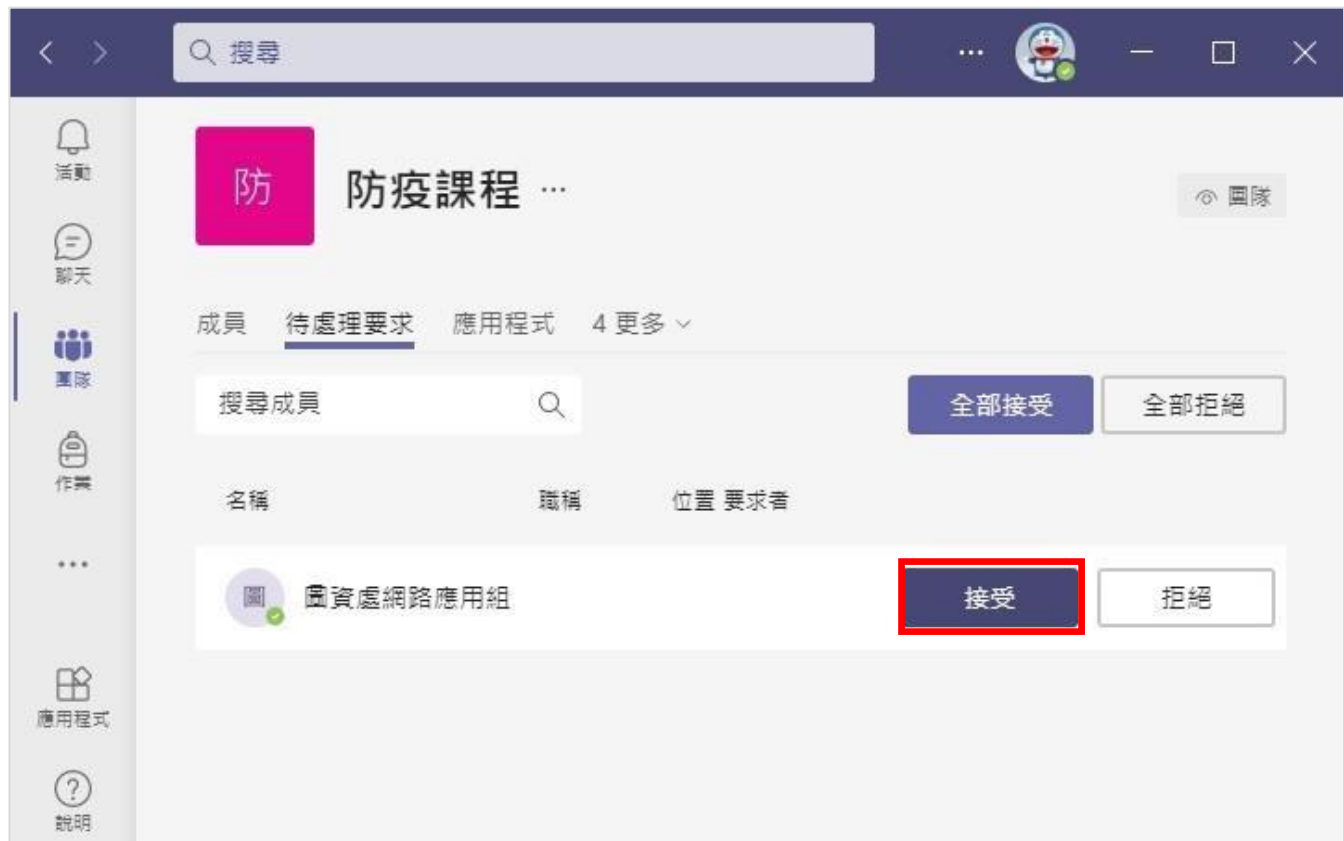 搜尋
活動
防
防疫課程
團隊
聊天
成員 待處理要求 應用程式 4 更多
團隊
搜尋成員
全部接受 全部拒絕
作業
名稱 職稱 位置 要求者
圖 圖資處網路應用組 接受 拒絕
應用程式
說明